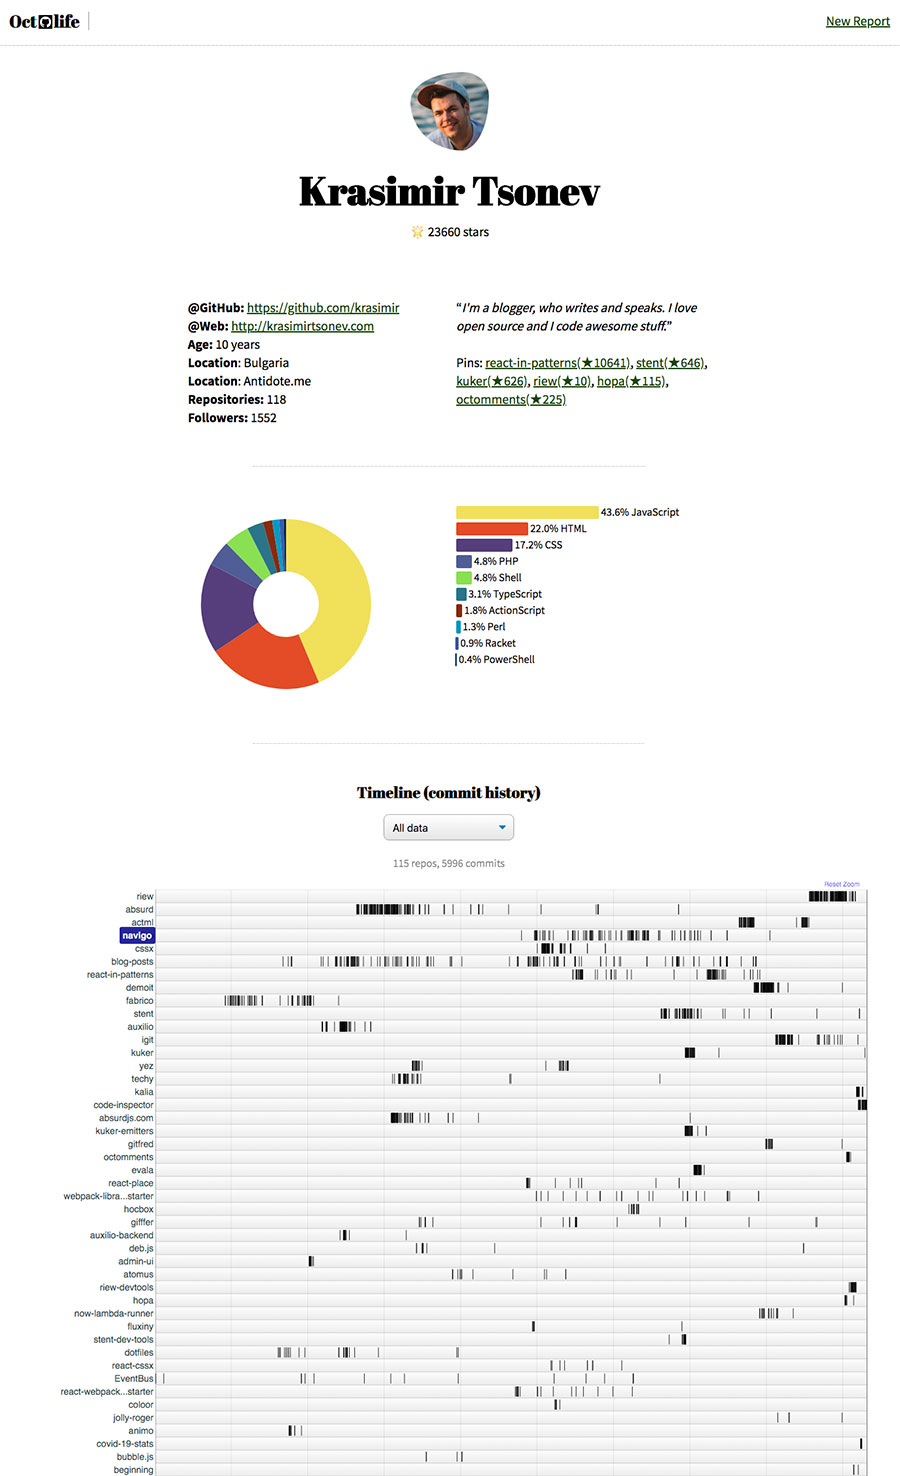 Oct life
New Report
Krasimir Tsonev
23660 stars
@GitHub: https://github.com/krasimir
@Web: http://krasimirtsonev.com
Age: 10 years
Location: Bulgaria
Location: Antidote.me
Repositories: 118
Followers: 1552
“I'm a blogger, who writes and speaks. I love
open source and I code awesome stuff.”
Pins: react-in-patterns(★10641), stent(★646),
kuker(★626), riew(★10), hopa(★115),
octomments(★225)
43.6% JavaScript
22.0% HTML
17.2% CSS
4.8% PHP
4.8% Shell
3.1% TypeScript
1.8% ActionScript
1.3% Perl
0.9% Racket
0.4% PowerShell
Timeline (commit history)
All data
115 repos, 5996 commits
Reset Zoom
riew
absurd
actml
navigo
cssx
blog-posts
react-in-patterns
demoit
fabrico
stent
auxilio
igit
kuker
yez
techy
kalia
code-inspector
absurdjs.com
kuker-emitters
gitfred
octomments
evala
react-place
webpack-libra...starter
hocbox
gifffer
auxilio-backend
deb.js
admin-ui
atomus
riew-devtools
hopa
now-lambda-runner
fluxiny
stent-dev-tools
dotfiles
react-cssx
EventBus
react-webpack...starter
coloor
jolly-roger
animo
covid-19-stats
bubble.js
beginning